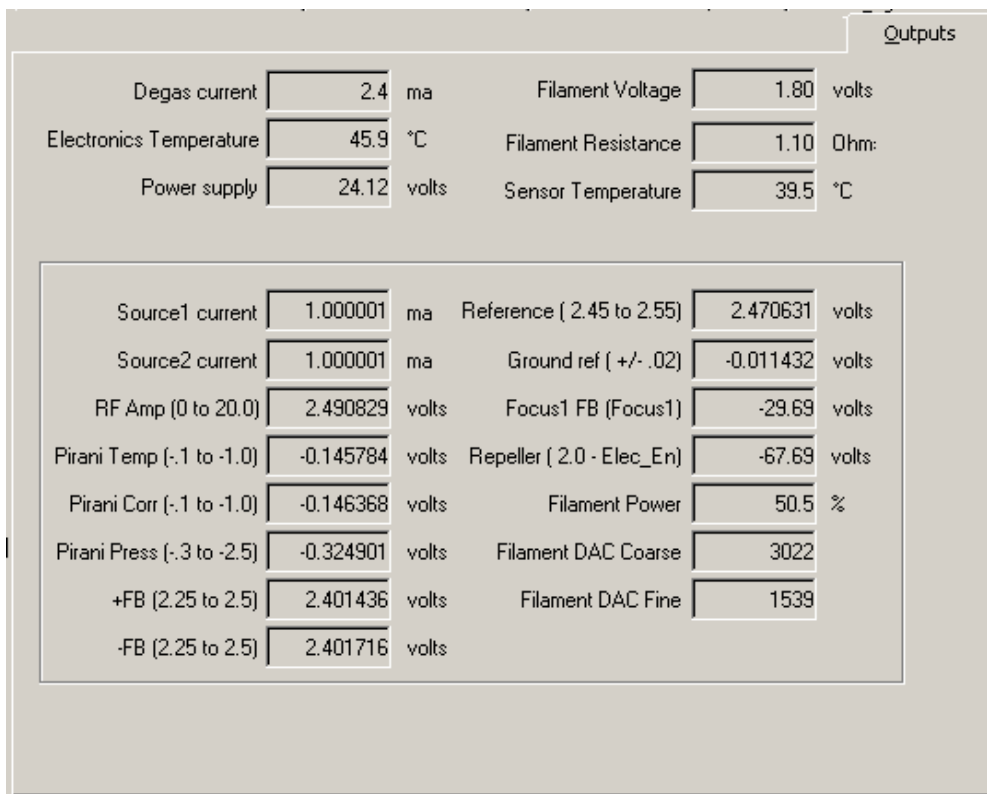 Outputs
Degas current 2.4 ma Filament Voltage 1.80 volts
Electronics Temperature 45.9 °C Filament Resistance 1.10 Ohm:
Power supply 24.12 volts Sensor Temperature 39.5 °C
Source1 current 1.000001 ma Reference ( 2.45 to 2.55) 2.470631 volts
Source2 current 1.000001 ma Ground ref ( +/- .02) -0.011432 volts
RF Amp (0 to 20.0) 2.490829 volts Focus1 FB (Focus1) -29.69 volts
Pirani Temp (-.1 to -1.0) -0.145784 volts Repeller ( 2.0 - Elec_En) -67.69 volts
Pirani Corr (-.1 to -1.0) -0.146368 volts Filament Power 50.5 %
Pirani Press (-.3 to -2.5) -0.324901 volts Filament DAC Coarse 3022
+FB (2.25 to 2.5) 2.401436 volts Filament DAC Fine 1539
-FB (2.25 to 2.5) 2.401716 volts